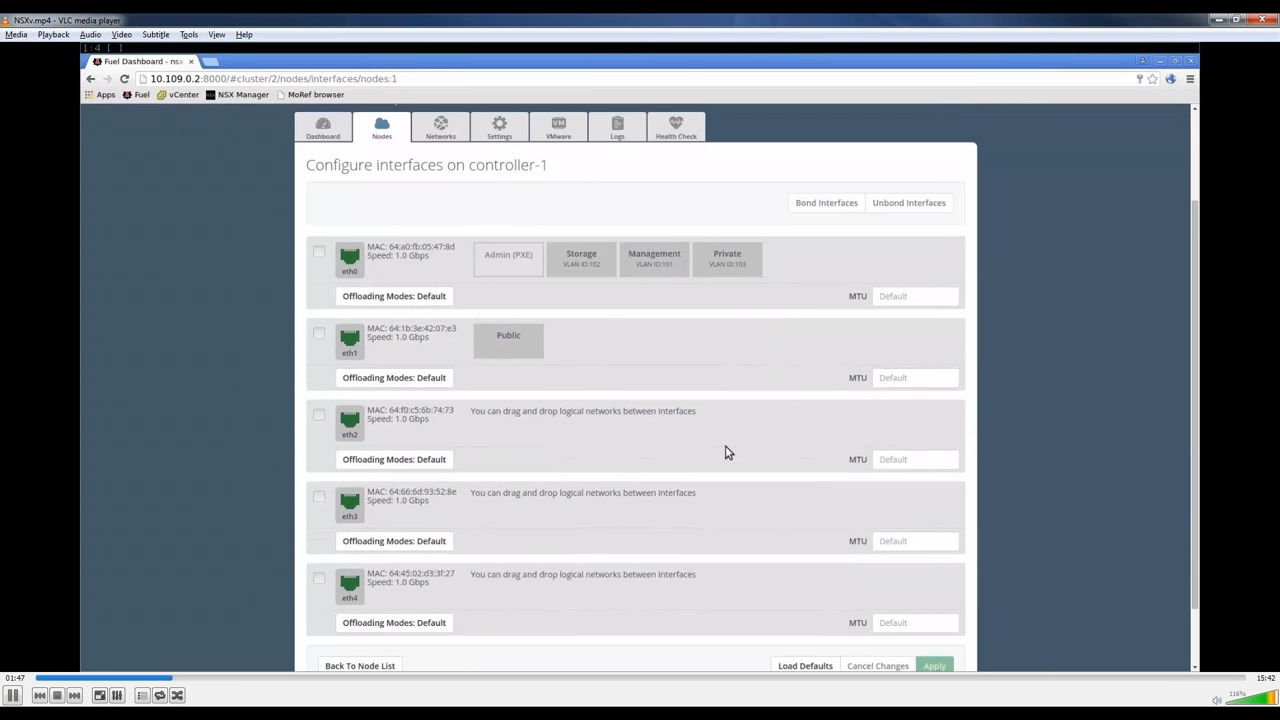 NSXv.mp4 - VLC media player
Media Playback Audio Video Subtitle Tools View Help
1:4 [ ]
Fuel Dashboard - nsx
10.109.0.2:8000/#cluster/2/nodes/interfaces/nodes:1
Apps Fuel vCenter NSX Manager MoRef browser
Dashboard Nodes Networks Settings VMware Logs Health Check
Configure interfaces on controller-1
Bond Interfaces Unbond Interfaces
MAC: 64:a0:fb:05:47:8d
Speed: 1.0 Gbps
eth0
Admin (PXE)
Storage
VLAN ID:102
Management
VLAN ID:101
Private
VLAN ID:103
Offloading Modes: Default MTU Default
MAC: 64:1b:3e:42:07:e3
Speed: 1.0 Gbps
eth1
Public
Offloading Modes: Default MTU Default
MAC: 64:f0:c5:6b:74:73
Speed: 1.0 Gbps
eth2
You can drag and drop logical networks between interfaces
Offloading Modes: Default MTU Default
MAC: 64:66:6d:93:52:8e
Speed: 1.0 Gbps
eth3
You can drag and drop logical networks between interfaces
Offloading Modes: Default MTU Default
MAC: 64:45:02:d3:3f:27
Speed: 1.0 Gbps
eth4
You can drag and drop logical networks between interfaces
Offloading Modes: Default MTU Default
Back To Node List Load Defaults Cancel Changes Apply
01:47 15:42
116%